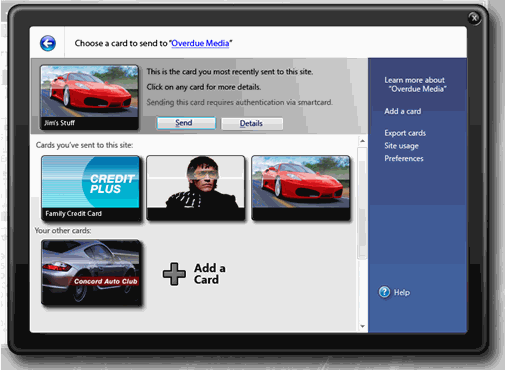 Choose a card to send to "Overdue Media"
This is the card you most recently sent to this site.
Click on any card for more details.
Sending this card requires authentication via smartcard.
Jim's Stuff
Send
Details
Cards you've sent to this site:
CREDIT
PLUS
Family Credit Card
Your other cards:
Concord Auto Club
Add a
Card
Learn more about
"Overdue Media"
Add a card
Export cards
Site usage
Preferences
? Help